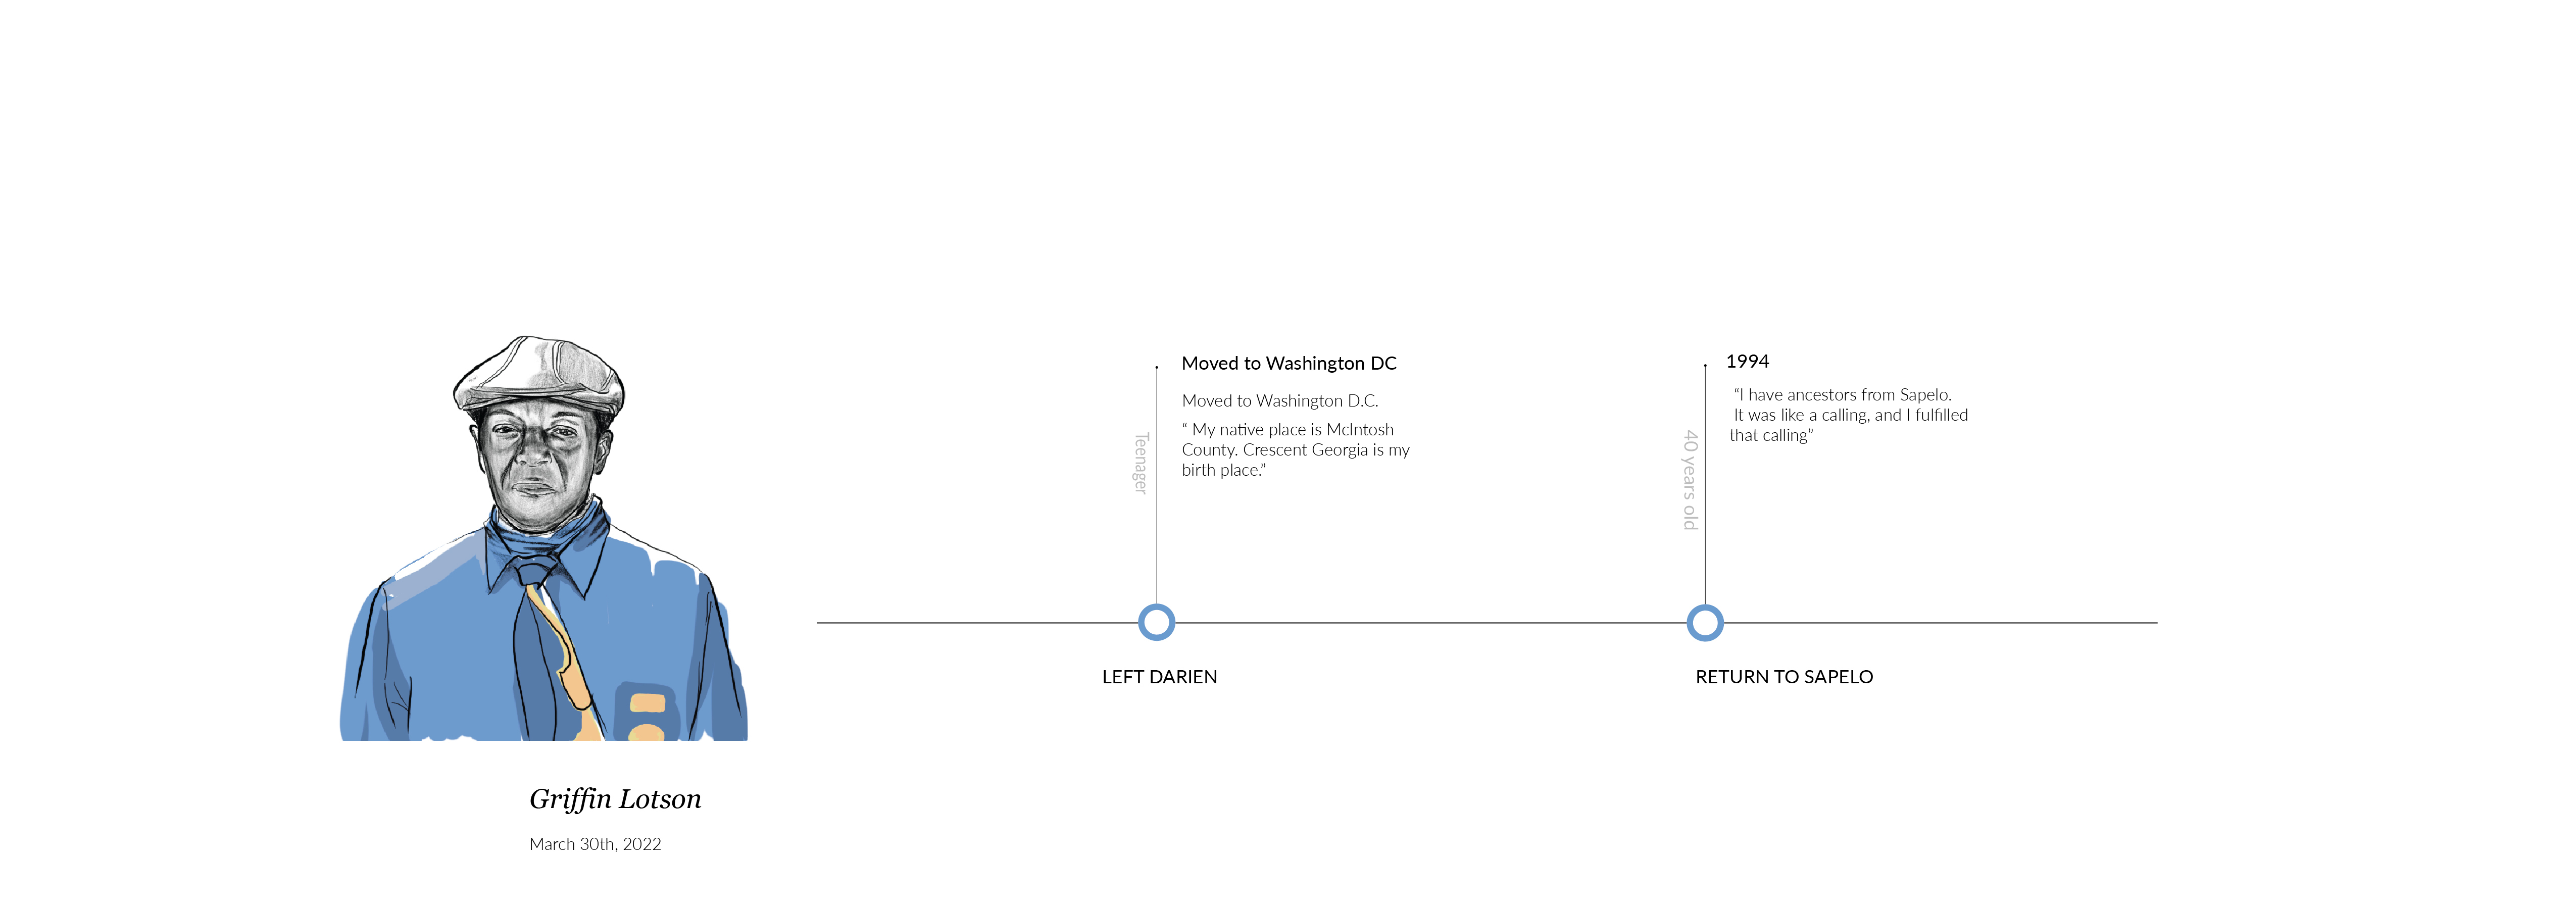 Moved to Washington DC
Moved to Washington D.C.
“ My native place is McIntosh
County. Crescent Georgia is my
birth place.”
Teenager
LEFT DARIEN
1994
“I have ancestors from Sapelo.
It was like a calling, and I fulfilled
that calling”
40 years old
RETURN TO SAPELO
Griffin Lotson
March 30th, 2022